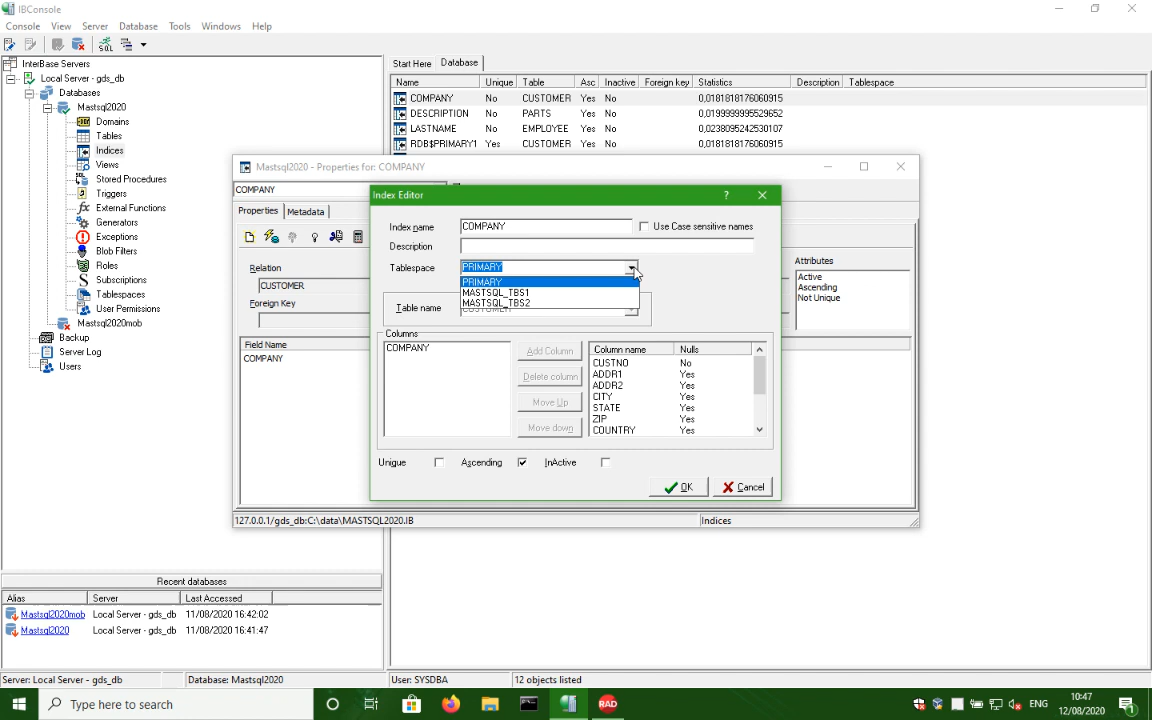 IBConsole
Console View Server Database Tools Windows Help
SQL
InterBase Servers
Local Server - gds_db
Databases
Mastsql2020
Domains
Tables
Indices
Views
Stored Procedures
Triggers
External Functions
Generators
Exceptions
Blob Filters
Roles
Subscriptions
Tablespaces
User Permissions
Mastsql2020mob
Backup
Server Log
Users
Recent databases
Alias Server Last Accessed
Mastsql2020mob Local Server - gds_db 11/08/2020 16:42:02
Mastsql2020 Local Server - gds_db 11/08/2020 16:41:47
Start Here Database
Name Unique Table Asc Inactive Foreign key Statistics Description Tablespace
COMPANY No CUSTOMER Yes No 0,0181818176060915
DESCRIPTION No PARTS Yes No 0,0199999995529652
LASTNAME No EMPLOYEE Yes No 0,0238095242530107
RDB$PRIMARY1 Yes CUSTOMER Yes No 0,0181818176060915
Mastsql2020 - Properties for: COMPANY
COMPANY
Properties Metadata
Relation
CUSTOMER
Foreign Key
Field Name
COMPANY
Attributes
Active
Ascending
Not Unique
127.0.0.1/gds_db:C:\data\MASTSQL2020.IB Indices
Index Editor ?
Index name COMPANY Use Case sensitive names
Description
Tablespace PRIMARY
PRIMARY
MASTSQL_TBS1
MASTSQL_TBS2
Table name CUSTOMER
Columns
COMPANY
Add Column
Delete column
Move Up
Move down
Column name Nulls
CUSTNO No
ADDR1 Yes
ADDR2 Yes
CITY Yes
STATE Yes
ZIP Yes
COUNTRY Yes
Unique Ascending InActive
OK Cancel
Server: Local Server - gds_db Database: Mastsql2020 User: SYSDBA 12 objects listed
Type here to search
RAD
ENG
10:47
12/08/2020
1